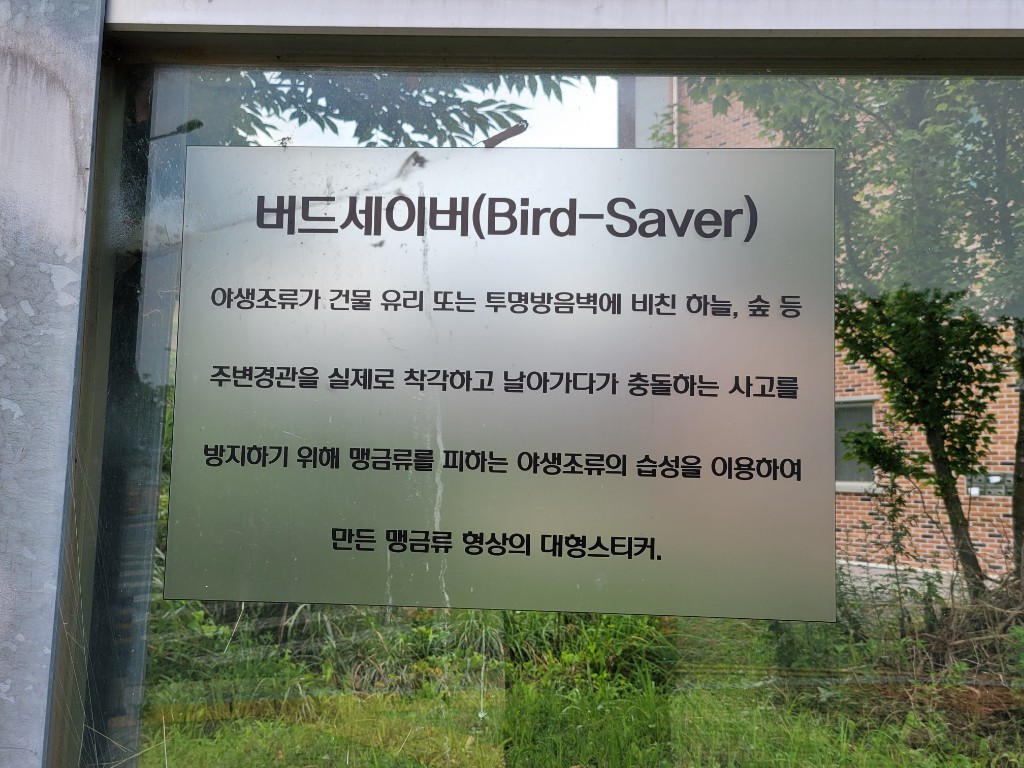 버드세이버(Bird-Saver)
야생조류가 건물 유리 또는 투명방음벽에 비친 하늘, 숲 등
주변경관을 실제로 착각하고 날아가다가 충돌하는 사고를
방지하기 위해 맹금류를 피하는 야생조류의 습성을 이용하여
만든 맹금류 형상의 대형스티커.